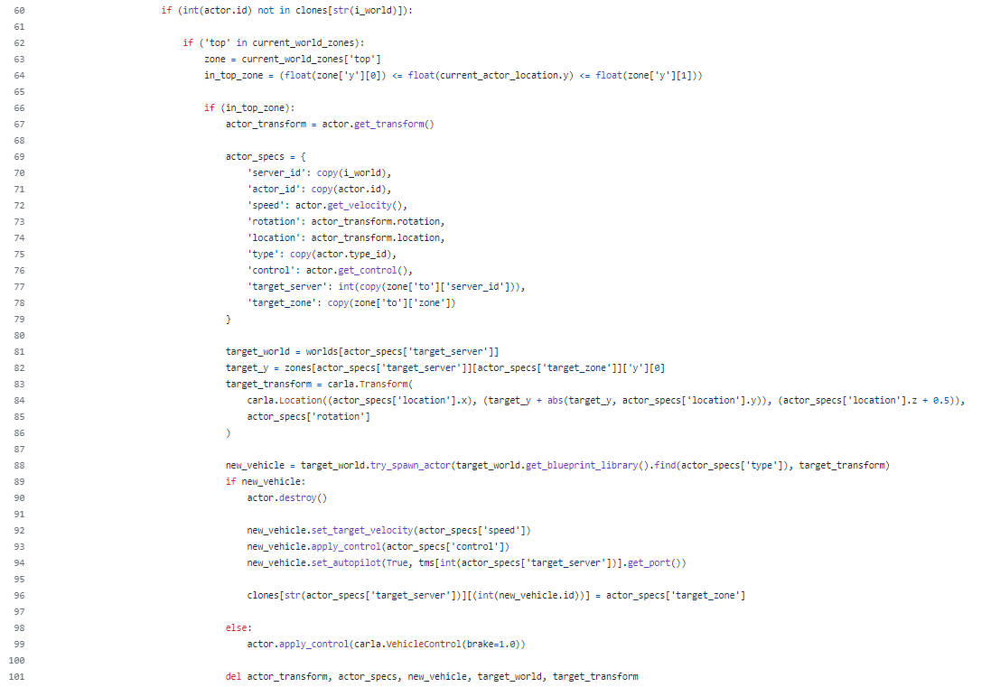 60 if (int(actor.id) not in clones[str(i_world)]):
61
62 if ('top' in current_world_zones):
63 zone = current_world_zones['top']
64 in_top_zone = (float(zone['y'][0]) <= float(current_actor_location.y) <= float(zone['y'][1]))
65
66 if (in_top_zone):
67 actor_transform = actor.get_transform()
68
69 actor_specs = {
70 'server_id': copy(i_world),
71 'actor_id': copy(actor.id),
72 'speed': actor.get_velocity(),
73 'rotation': actor_transform.rotation,
74 'location': actor_transform.location,
75 'type': copy(actor.type_id),
76 'control': actor.get_control(),
77 'target_server': int(copy(zone['to']['server_id'])),
78 'target_zone': copy(zone['to']['zone'])
79 }
80
81 target_world = worlds[actor_specs['target_server']]
82 target_y = zones[actor_specs['target_server']][actor_specs['target_zone']]['y'][0]
83 target_transform = carla.Transform(
84 carla.Location((actor_specs['location'].x), (target_y + abs(target_y, actor_specs['location'].y)), (actor_specs['location'].z + 0.5)),
85 actor_specs['rotation']
86 )
87
88 new_vehicle = target_world.try_spawn_actor(target_world.get_blueprint_library().find(actor_specs['type']), target_transform)
89 if new_vehicle:
90 actor.destroy()
91
92 new_vehicle.set_target_velocity(actor_specs['speed'])
93 new_vehicle.apply_control(actor_specs['control'])
94 new_vehicle.set_autopilot(True, tms[int(actor_specs['target_server'])].get_port())
95
96 clones[str(actor_specs['target_server'])][(int(new_vehicle.id))] = actor_specs['target_zone']
97
98 else:
99 actor.apply_control(carla.VehicleControl(brake=1.0))
100
101 del actor_transform, actor_specs, new_vehicle, target_world, target_transform